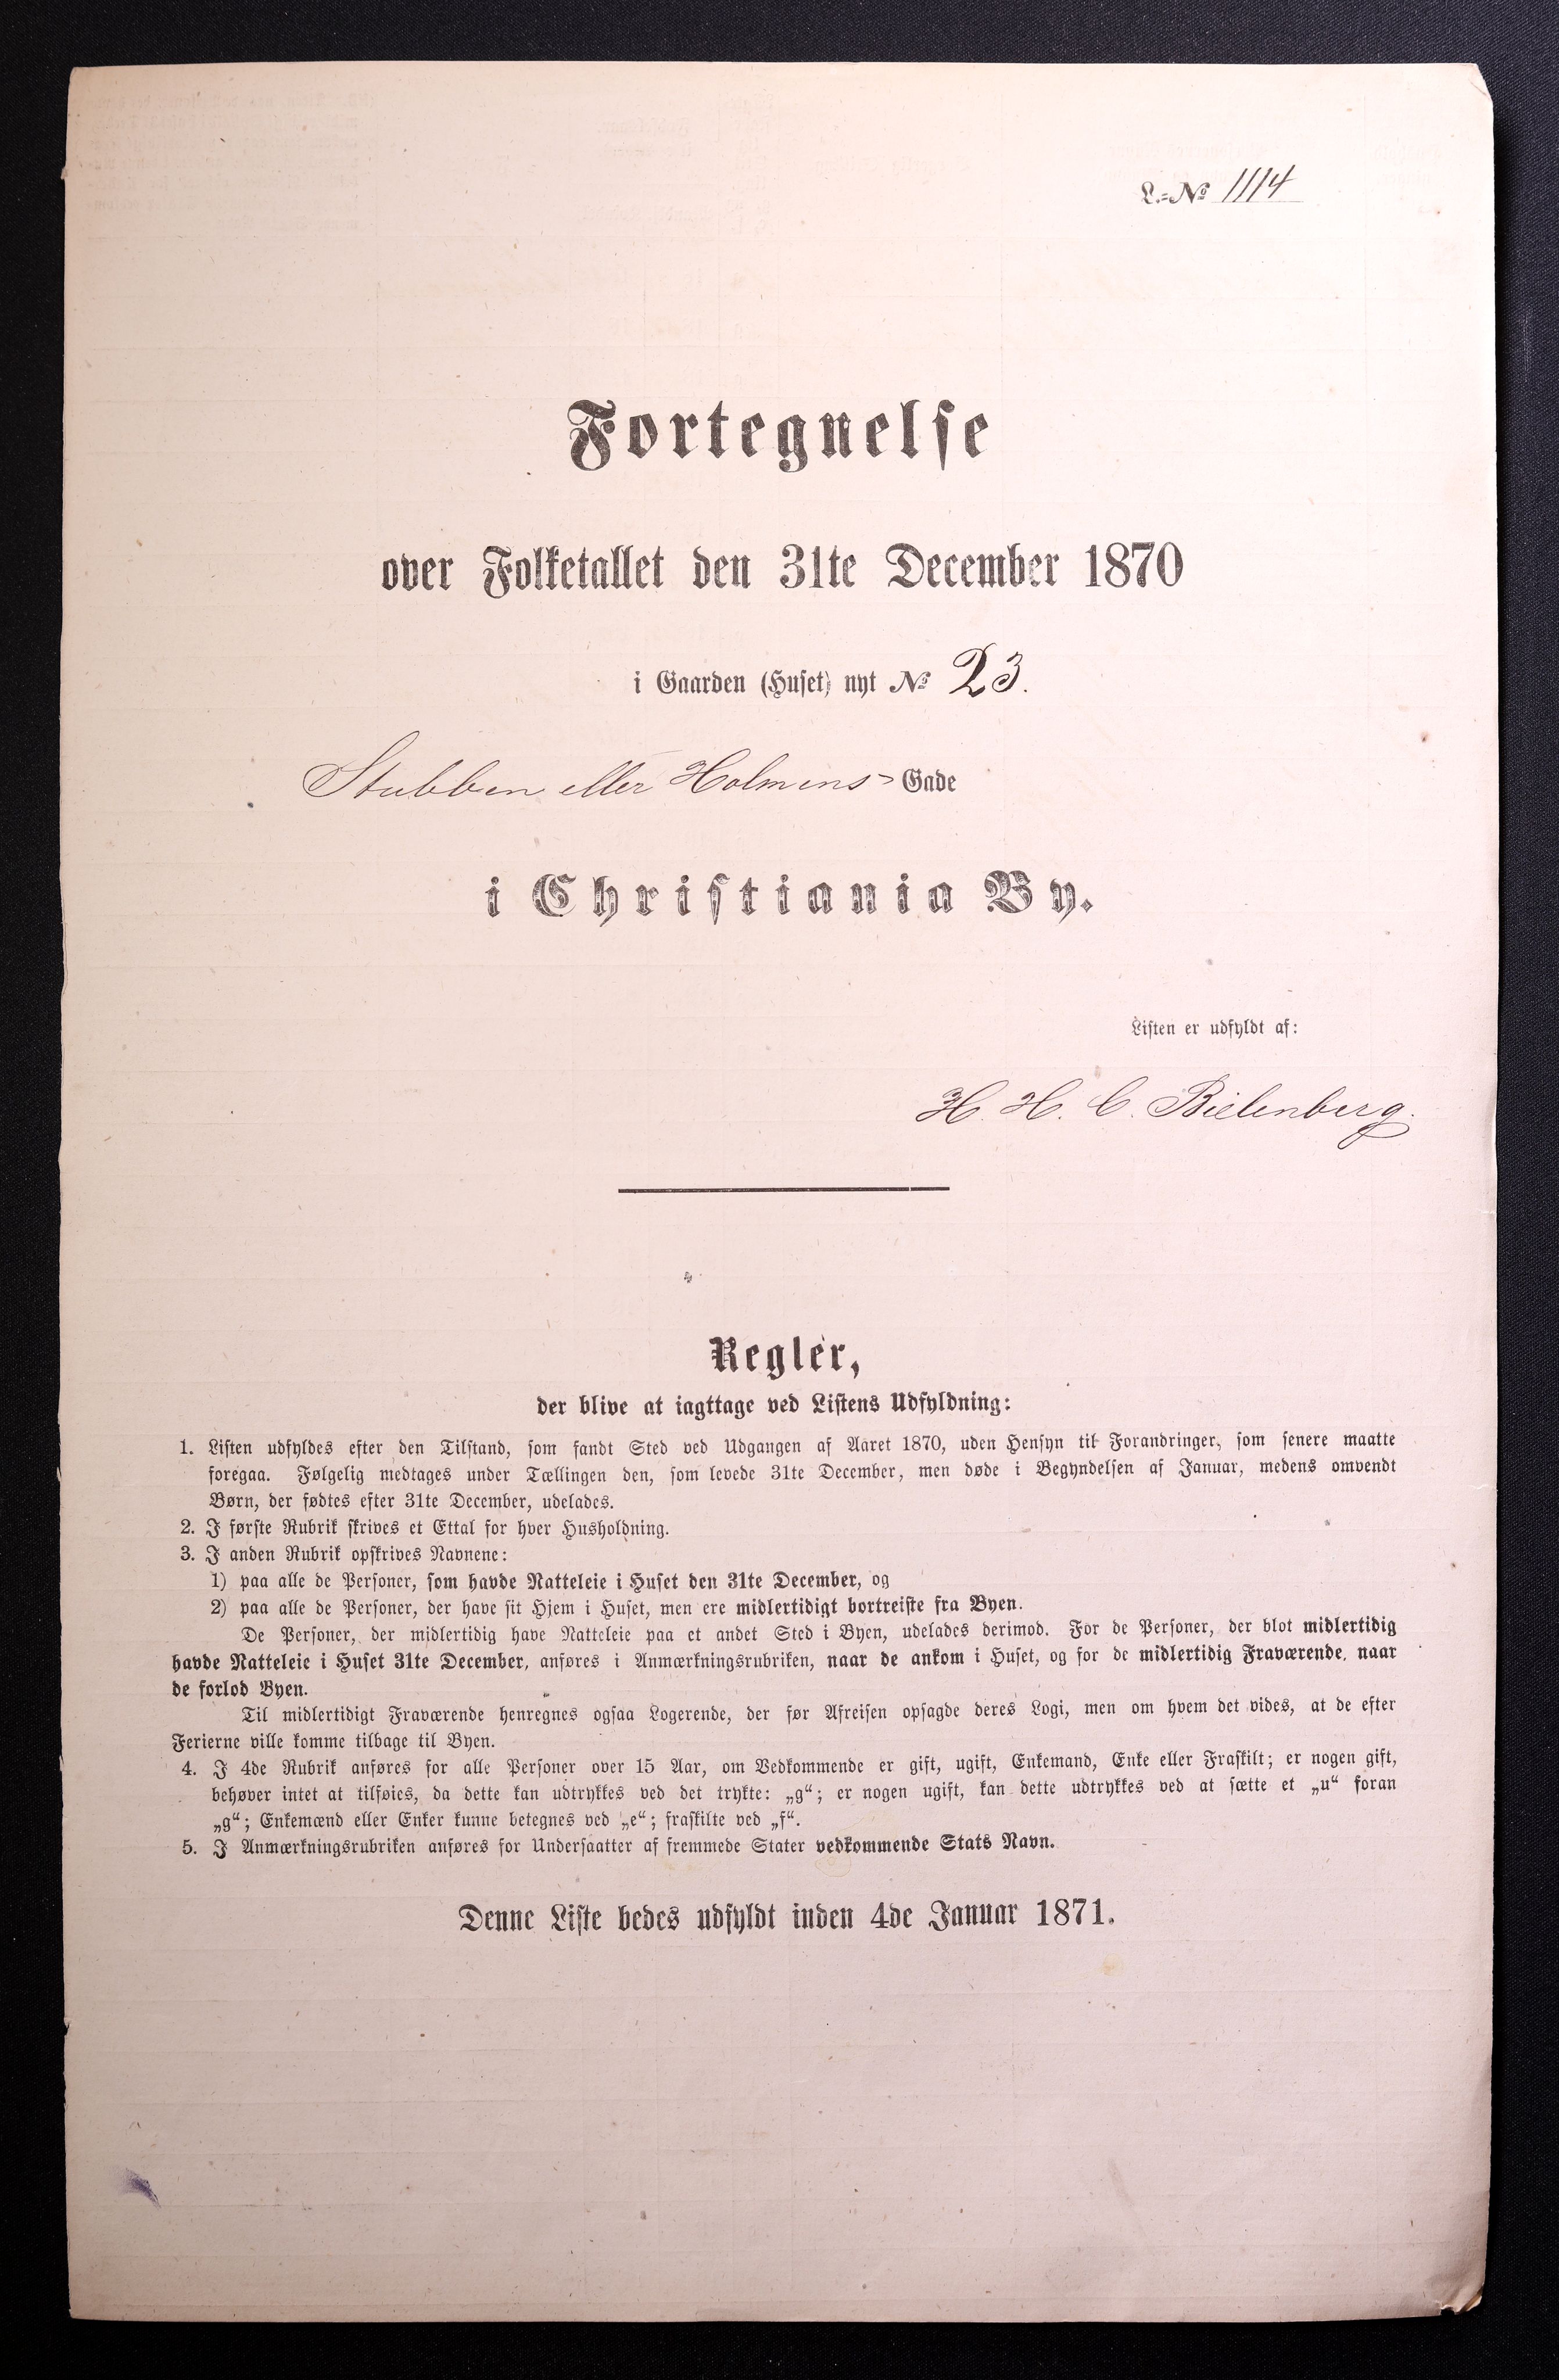 L.=№ 1114
Fortegnelse
over Folketallet den 31te December 1870
i Gaarden (Huset) nyt № 23.
Stubben eller Holmens= Gade
i Christiania By.
Listen er udfyldt af:
H. H. C. Bielenberg.
Regler,
der blive at iagttage ved Listens Udfyldning:
1. Listen udfyldes efter den Tilstand, som fandt Sted ved Udgangen af Aaret 1870, uden Hensyn til Forandringer, som senere maatte
foregaa. Følgelig medtages under Tællingen den, som levede 31te December, men døde i Begyndelsen af Januar, medens omvendt
Børn, der fødtes efter 31te December, udelades.
2. I første Rubrik skrives et Ettal for hver Husholdning.
3. I anden Rubrik opskrives Navnene:
1) paa alle de Personer, som havde Natteleie i Huset den 31te December, og
2) paa alle de Personer, der have sit Hjem i Huset, men ere midlertidigt bortreiste fra Byen.
De Personer, der midlertidig have Natteleie paa et andet Sted i Byen, udelades derimod. For de Personer, der blot midlertidig
havde Natteleie i Huset 31te December, anføres i Anmærkningsrubriken, naar de ankom i Huset, og for de midlertidig Fraværende, naar
de forlod Byen.
Til midlertidigt Fraværende henregnes ogsaa Logerende, der før Afreisen opsagde deres Logi, men om hvem det vides, at de efter
Ferierne ville komme tilbage til Byen.
4. I 4de Rubrik anføres for alle Personer over 15 Aar, om Vedkommende er gift, ugift, Enkemand, Enke eller Fraskilt; er nogen gift,
behøver intet at tilføies, da dette kan udtrykkes ved det trykte: „g“; er nogen ugift, kan dette udtrykkes ved at sætte et „u“ foran
„g“; Enkemænd eller Enker kunne betegnes ved „e“; fraskilte ved „f“.
5. I Anmærkningsrubriken anføres for Undersaatter af fremmede Stater vedkommende Stats Navn.
Denne Liste bedes udfyldt inden 4de Januar 1871.